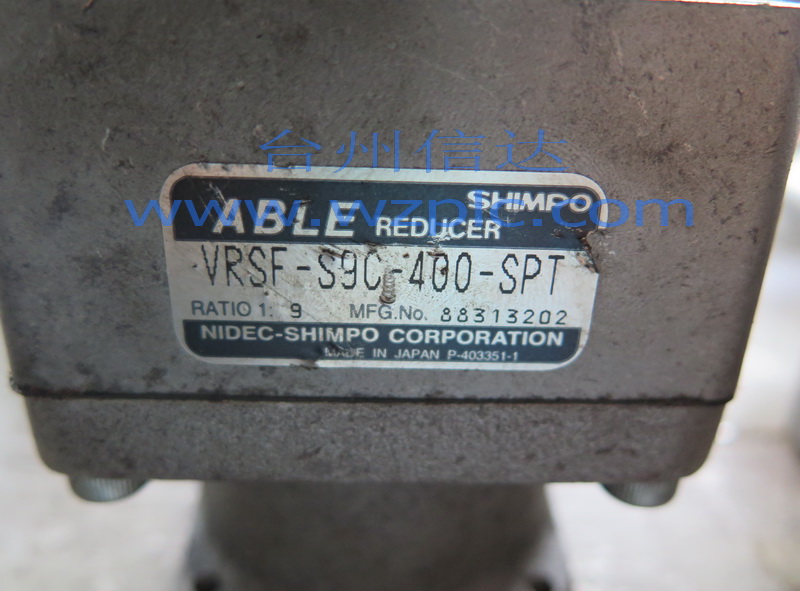 台州信达
www.wzplc.com
SHIMPO
ABLE REDUCER
VRSF-S9C-400-SPT
RATIO 1: 9 MFG.No. 88313202
NIDEC-SHIMPO CORPORATION
MADE IN JAPAN P-403351-1